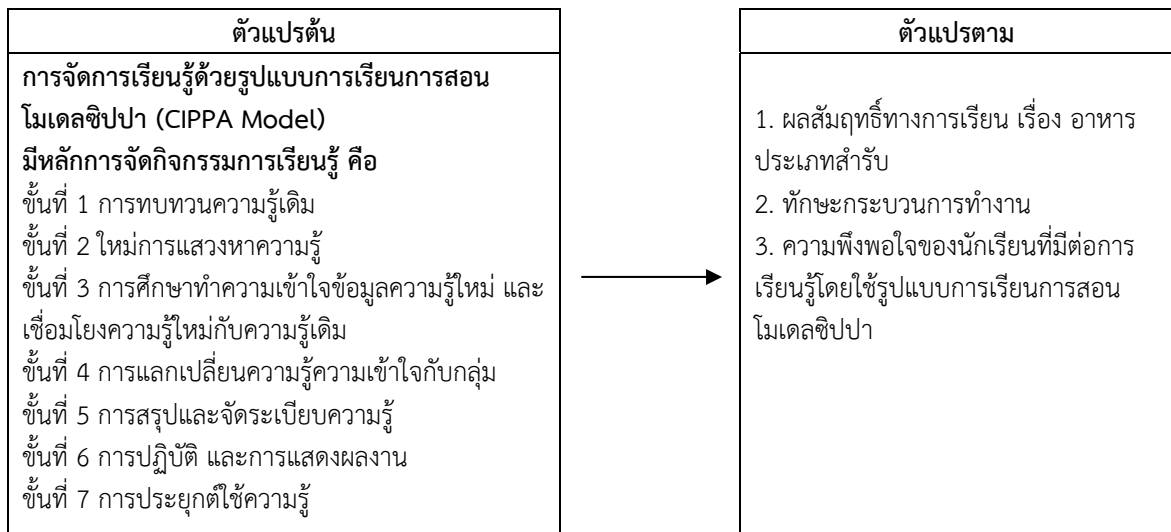 ตัวแปรต้น
การจัดการเรียนรู้ด้วยรูปแบบการเรียนการสอน
โมเดลซิปปา (CIPPA Model)
มีหลักการจัดกิจกรรมการเรียนรู้ คือ
ขั้นที่ 1 การทบทวนความรู้เดิม
ขั้นที่ 2 ใหม่การแสวงหาความรู้
ขั้นที่ 3 การศึกษาทำความเข้าใจข้อมูลความรู้ใหม่ และ
เชื่อมโยงความรู้ใหม่กับความรู้เดิม
ขั้นที่ 4 การแลกเปลี่ยนความรู้ความเข้าใจกับกลุ่ม
ขั้นที่ 5 การสรุปและจัดระเบียบความรู้
ขั้นที่ 6 การปฏิบัติ และการแสดงผลงาน
ขั้นที่ 7 การประยุกต์ใช้ความรู้
ตัวแปรตาม
1. ผลสัมฤทธิ์ทางการเรียน เรื่อง อาหาร
ประเภทสำรับ
2. ทักษะกระบวนการทำงาน
3. ความพึงพอใจของนักเรียนที่มีต่อการ
เรียนรู้โดยใช้รูปแบบการเรียนการสอน
โมเดลซิปปา